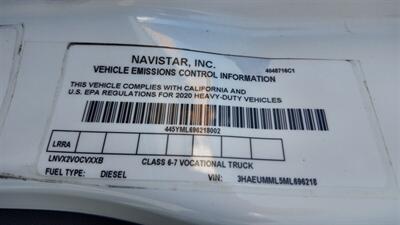 NAVISTAR, INC.
VEHICLE EMISSIONS CONTROL INFORMATION 4048716C1
THIS VEHICLE COMPLIES WITH CALIFORNIA AND
U.S. EPA REGULATIONS FOR 2020 HEAVY-DUTY VEHICLES
445YML696218002
LRRA
LNVX2VOCVXXB CLASS 6-7 VOCATIONAL TRUCK
FUEL TYPE: DIESEL VIN: 3HAEUMML5ML696218